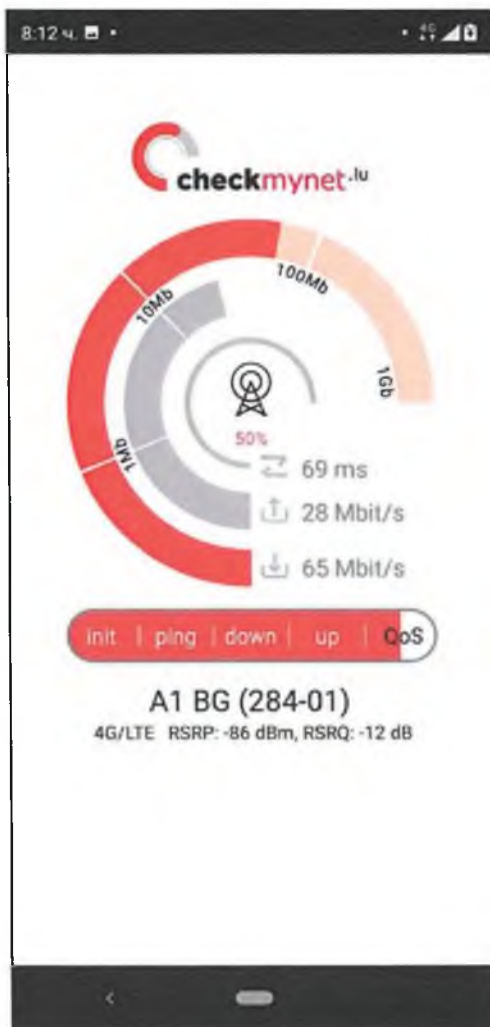 8:12 ч.
4G
checkmynet.lu
1Mb
10Mb
100Mb
1Gb
50%
69 ms
28 Mbit/s
65 Mbit/s
init | ping | down | up | QoS
A1 BG (284-01)
4G/LTE RSRP: -86 dBm, RSRQ: -12 dB